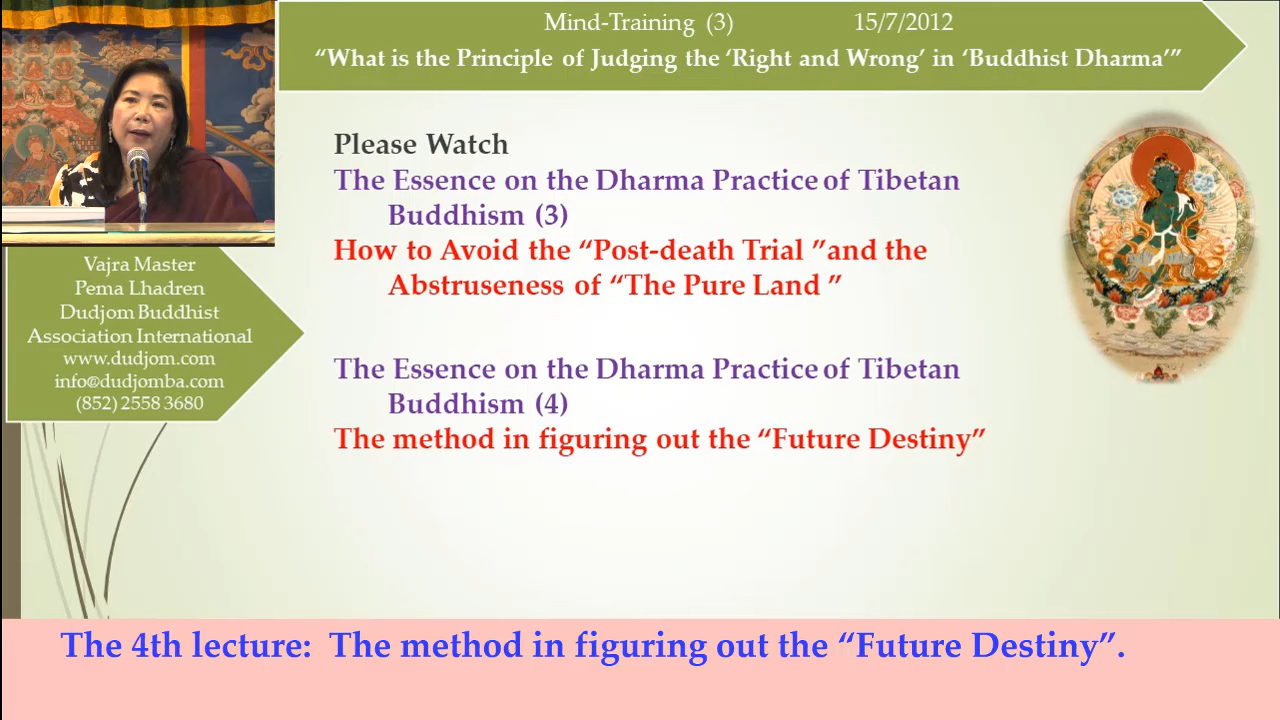 Mind-Training (3) 15/7/2012
“What is the Principle of Judging the ‘Right and Wrong’ in ‘Buddhist Dharma’”
Please Watch
The Essence on the Dharma Practice of Tibetan
Buddhism (3)
How to Avoid the “Post-death Trial ”and the
Abstruseness of “The Pure Land ”
The Essence on the Dharma Practice of Tibetan
Buddhism (4)
The method in figuring out the “Future Destiny”
Vajra Master
Pema Lhadren
Dudjom Buddhist
Association International
www.dudjom.com
info@dudjomba.com
(852) 2558 3680
The 4th lecture: The method in figuring out the “Future Destiny”.